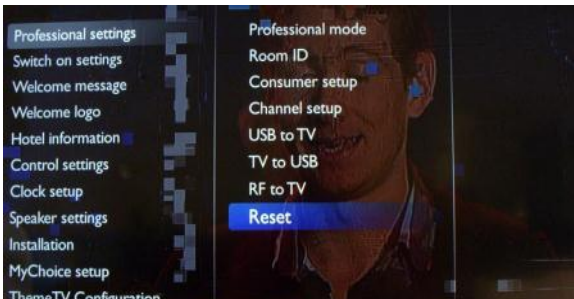 Professional settings
Switch on settings
Welcome message
Welcome logo
Hotel information
Control settings
Clock setup
Speaker settings
Installation
MyChoice setup
ThemeTV Configuration
Professional mode
Room ID
Consumer setup
Channel setup
USB to TV
TV to USB
RF to TV
Reset